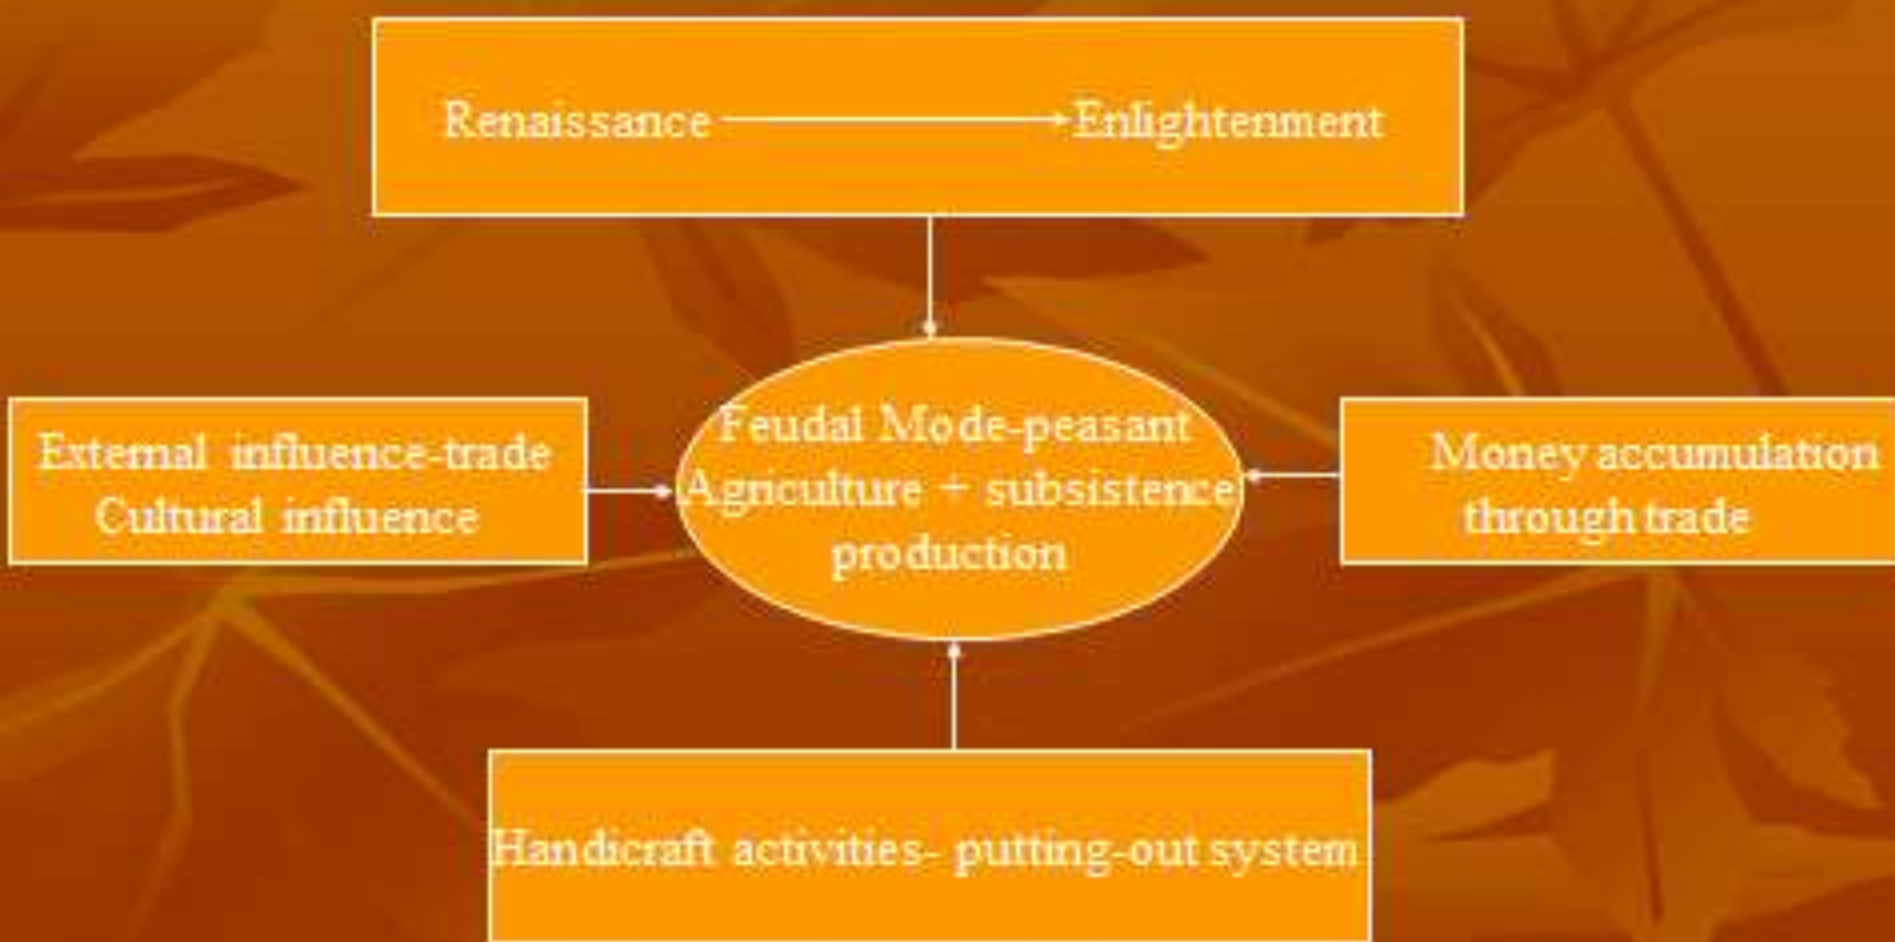 Renaissance Enlightenment
External influence-trade
Cultural influence
Feudal Mode-peasant
Agriculture + subsistence
production
Money accumulation
through trade
Handicraft activities- putting-out system